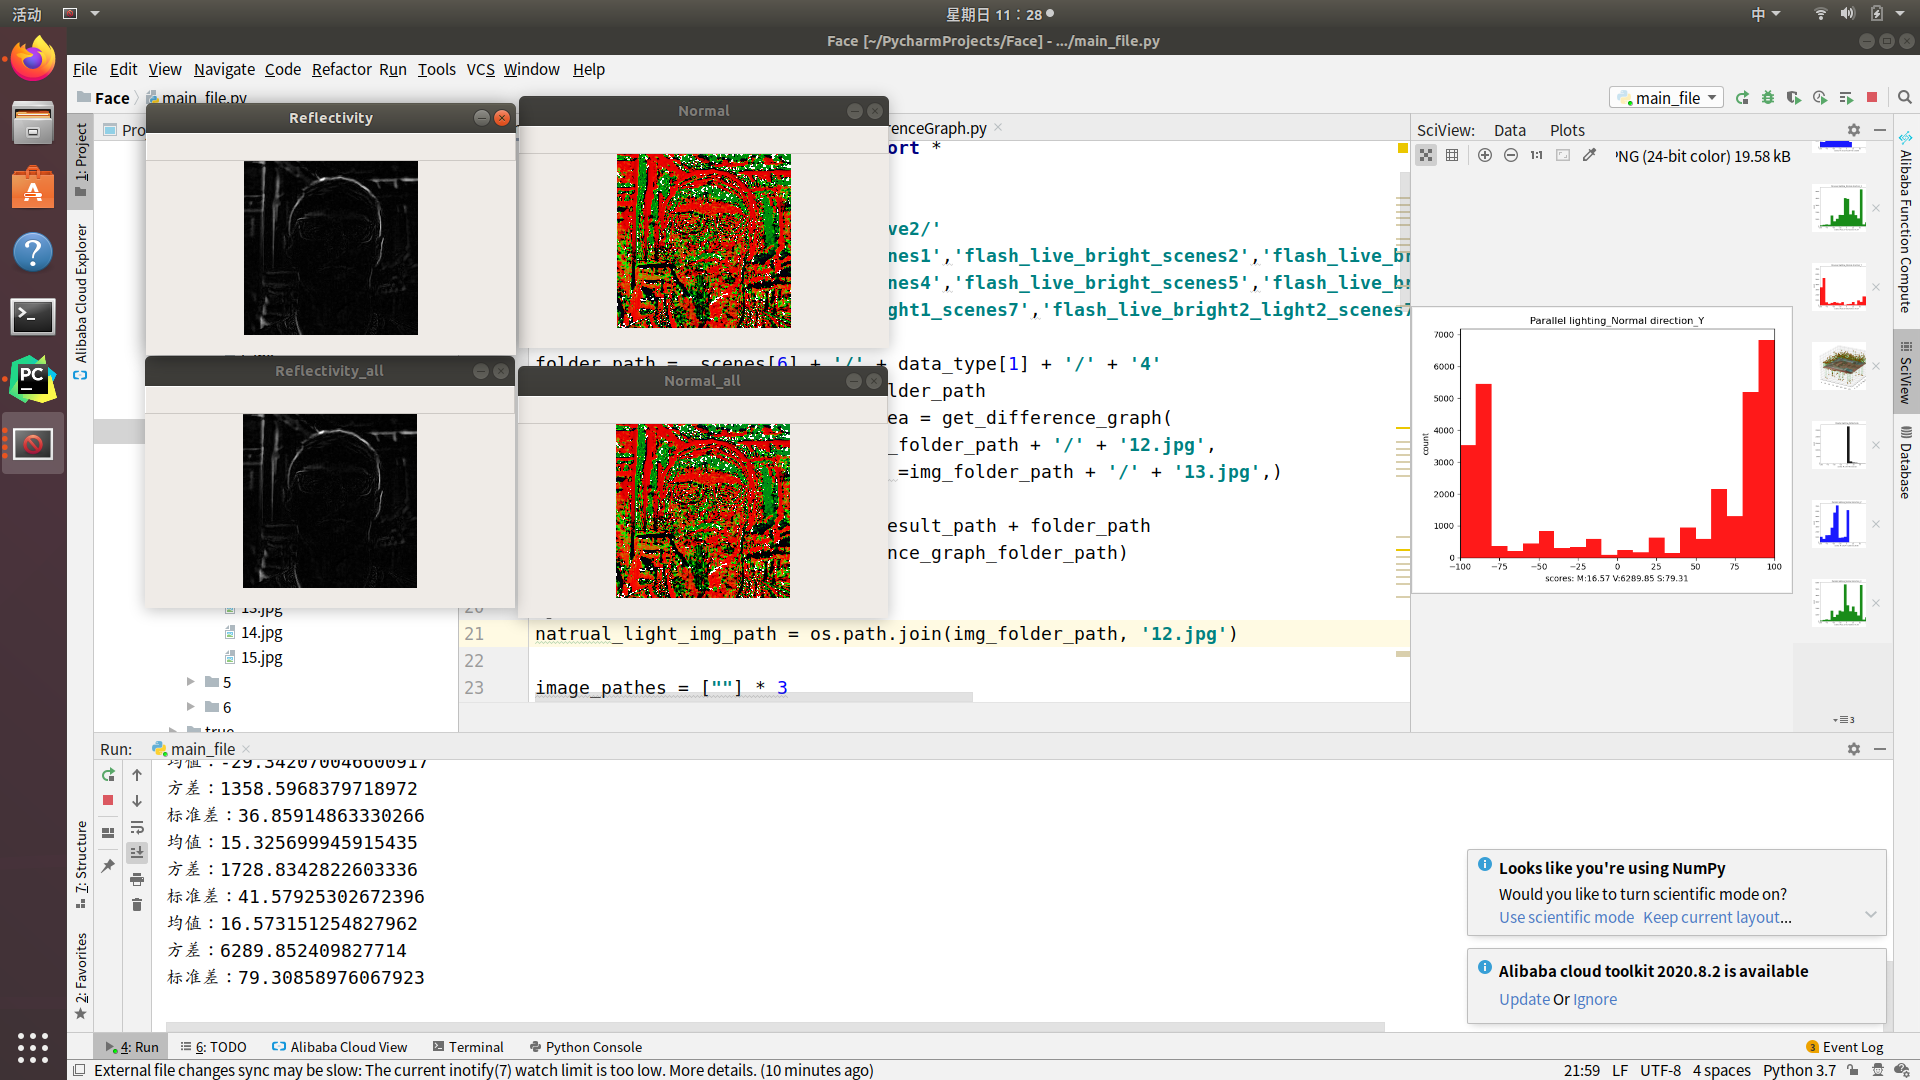 活动
星期日 11：28
中
Face [~/PycharmProjects/Face] - .../main_file.py
File Edit View Navigate Code Refactor Run Tools VCS Window Help
Face main_file.py
main_file
Reflectivity
Normal
Reflectivity_all
Normal_all
1: Project
Alibaba Cloud Explorer
7: Structure
2: Favorites
Pro
renceGraph.py
ort *
ve2/'
nes1','flash_live_bright_scenes2','flash_live_br
nes4','flash_live_bright_scenes5','flash_live_b
ght1_scenes7','flash_live_bright2_light2_scenes7
folder_path = scenes[6] + '/' + data_type[1] + '/' + '4'
lder_path
ea = get_difference_graph(
_folder_path + '/' + '12.jpg',
=img_folder_path + '/' + '13.jpg',)
esult_path + folder_path
nce_graph_folder_path)
20
21 natrual_light_img_path = os.path.join(img_folder_path, '12.jpg')
22
23 image_pathes = [""] * 3
13.jpg
14.jpg
15.jpg
5
6
true
SciView: Data Plots
1:1
PNG (24-bit color) 19.58 kB
Parallel lighting_Normal direction_Y
7000
6000
5000
4000
3000
2000
1000
0
count
−100 −75 −50 −25 0 25 50 75 100
scores: M:16.57 V:6289.85 S:79.31
3
Alibaba Function Compute
SciView
Database
Run: main_file
均值：-29.342070046600917
方差：1358.5968379718972
标准差：36.85914863330266
均值：15.325699945915435
方差：1728.8342822603336
标准差：41.57925302672396
均值：16.573151254827962
方差：6289.852409827714
标准差：79.30858976067923
Looks like you're using NumPy
Would you like to turn scientific mode on?
Use scientific mode Keep current layout...
Alibaba cloud toolkit 2020.8.2 is available
Update Or Ignore
4: Run 6: TODO Alibaba Cloud View Terminal Python Console 3 Event Log
External file changes sync may be slow: The current inotify(7) watch limit is too low. More details. (10 minutes ago) 21:59 LF UTF-8 4 spaces Python 3.7